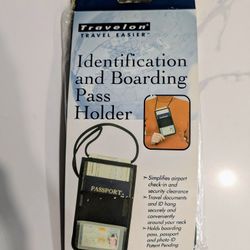 Travelon®
TRAVEL EASIER™
Identification
and Boarding
Pass
Holder
PASSPORT
Simplifies airport
check-in and
security clearance
Travel documents
and ID hang
securely and
conveniently
around your neck
Holds boarding
pass, passport
and photo-ID
Patent Pending